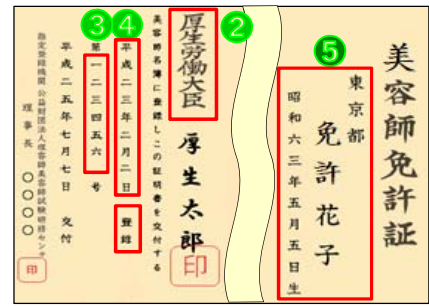 美容師免許証
⑤
東京都
免許花子
昭和六三年五月五日生
②
厚生労働大臣 厚生太郎
印
美容師名簿に登録しこの証明書を交付する
④
平成二三年二月二日 登録
③
第一二三四五六号
平成二五年七月七日 交付
指定登録機関 公益財団法人理容師美容師試験研修センター
理事長 〇〇〇〇
印